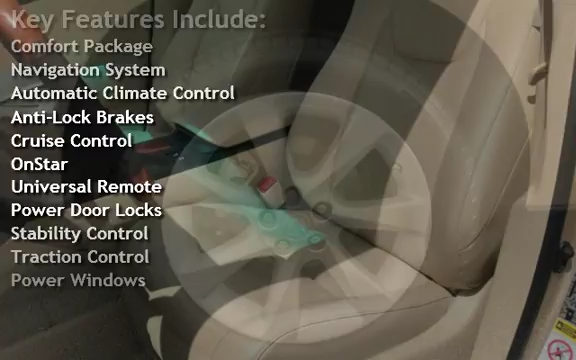 Key Features Include:
Comfort Package
Navigation System
Automatic Climate Control
Anti-Lock Brakes
Cruise Control
OnStar
Universal Remote
Power Door Locks
Stability Control
Traction Control
Power Windows